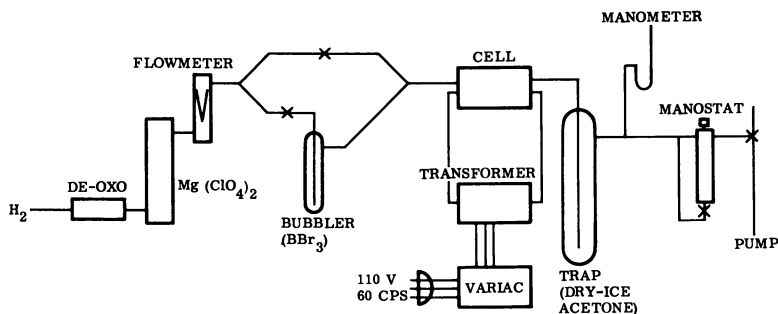 MANOMETER
FLOWMETER
CELL
MANOSTAT
DE-OXO
Mg (ClO4)2
H2
BUBBLER
(BBr3)
TRANSFORMER
110 V
60 CPS
VARIAC
TRAP
(DRY-ICE
ACETONE)
PUMP